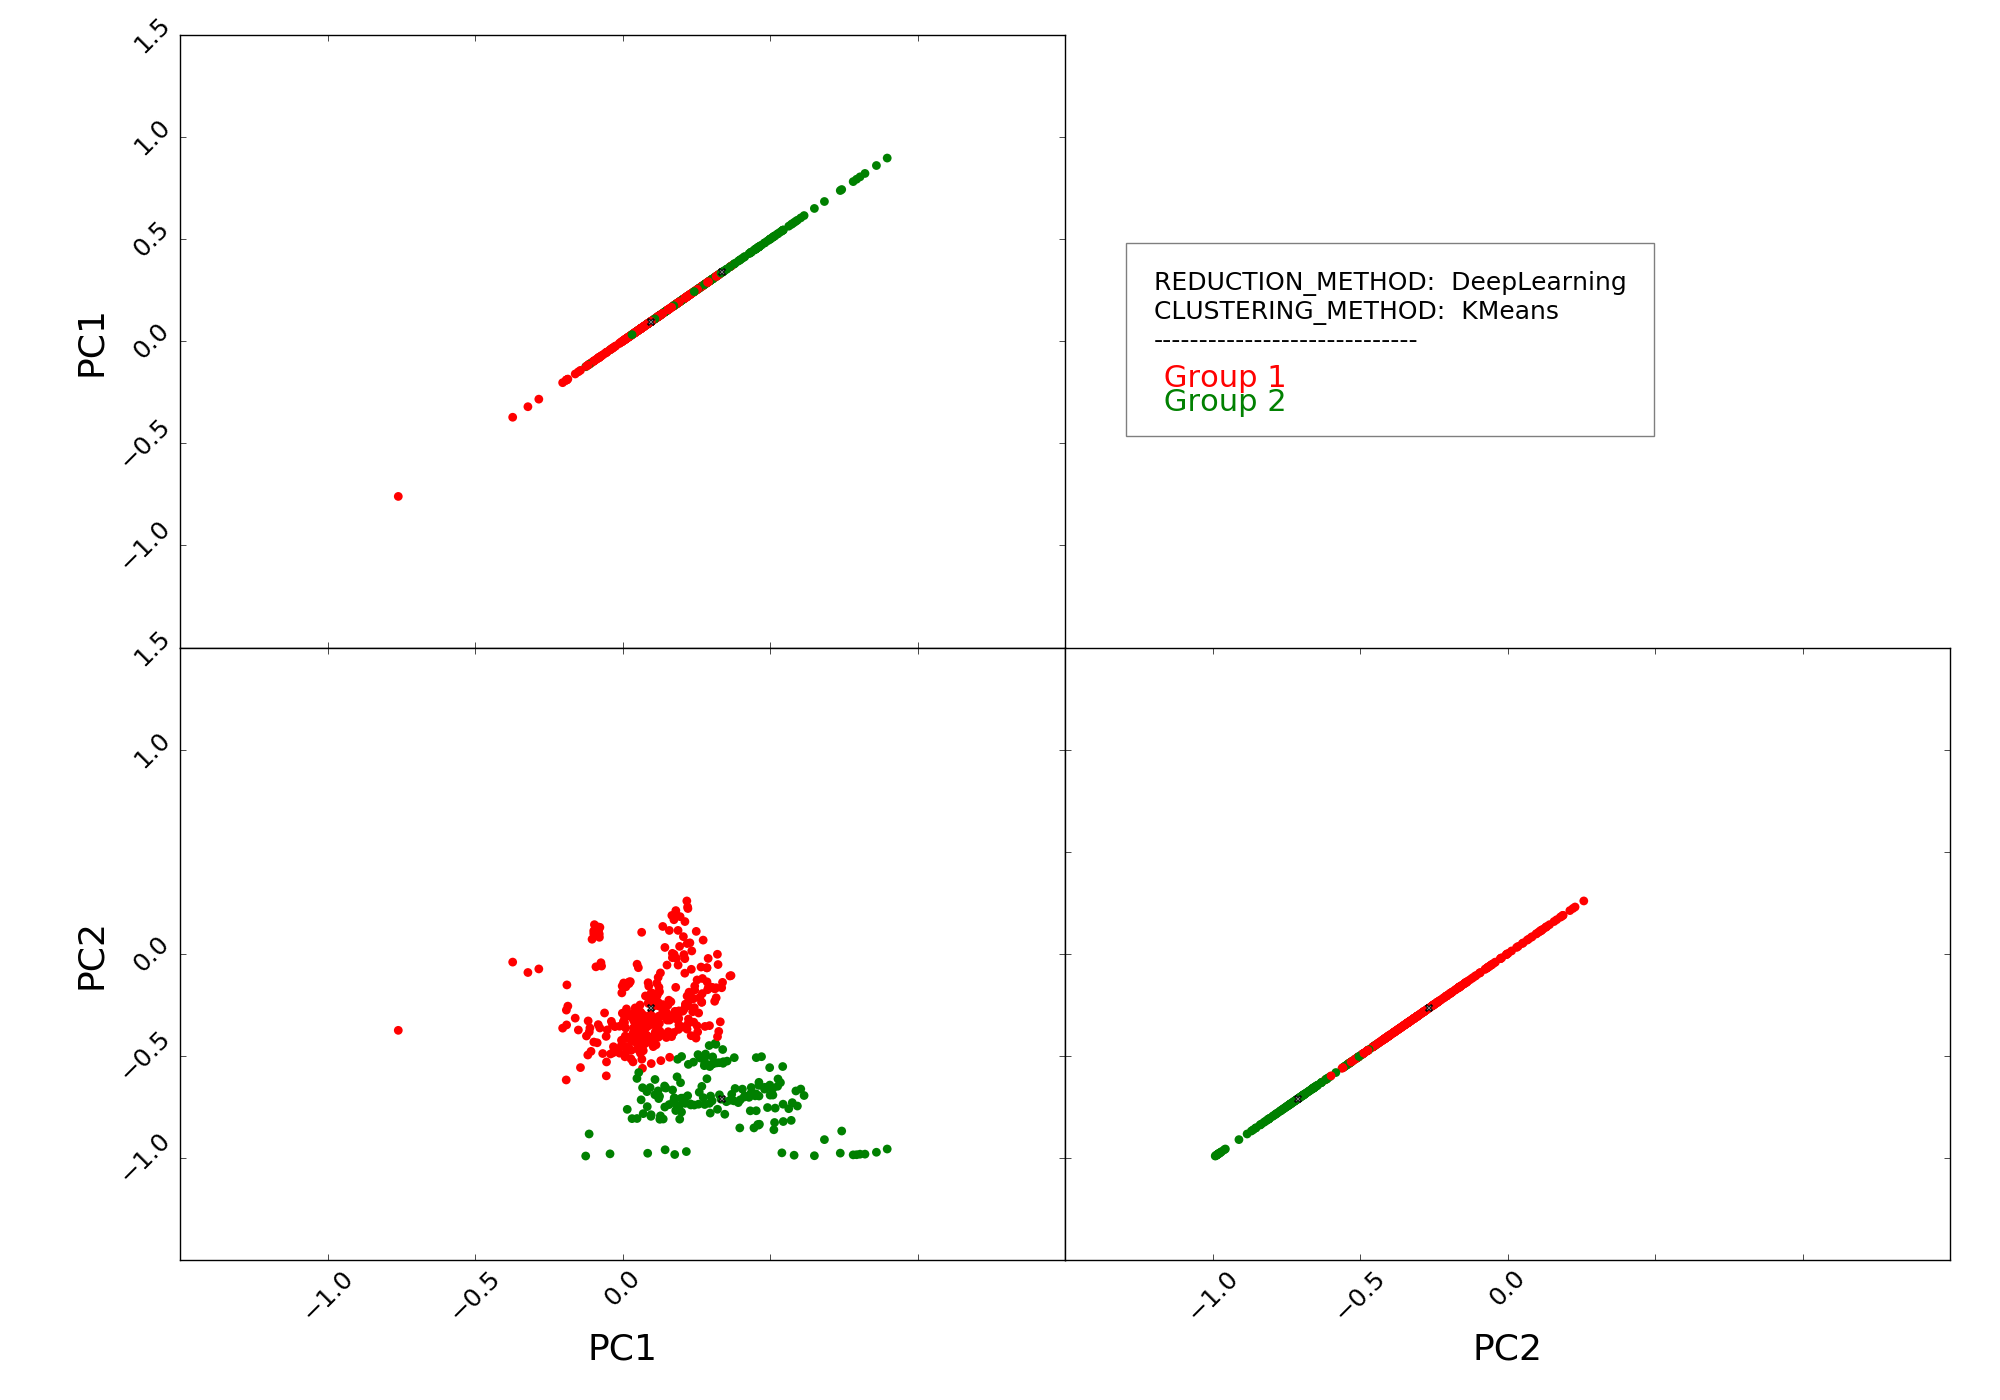 1.5
1.0
0.5
0.0
−0.5
−1.0
PC1
REDUCTION_METHOD:  DeepLearning
CLUSTERING_METHOD:  KMeans
-----------------------------
Group 1
Group 2
1.5
1.0
0.0
−0.5
−1.0
PC2
−1.0
−0.5
0.0
PC1
−1.0
−0.5
0.0
PC2